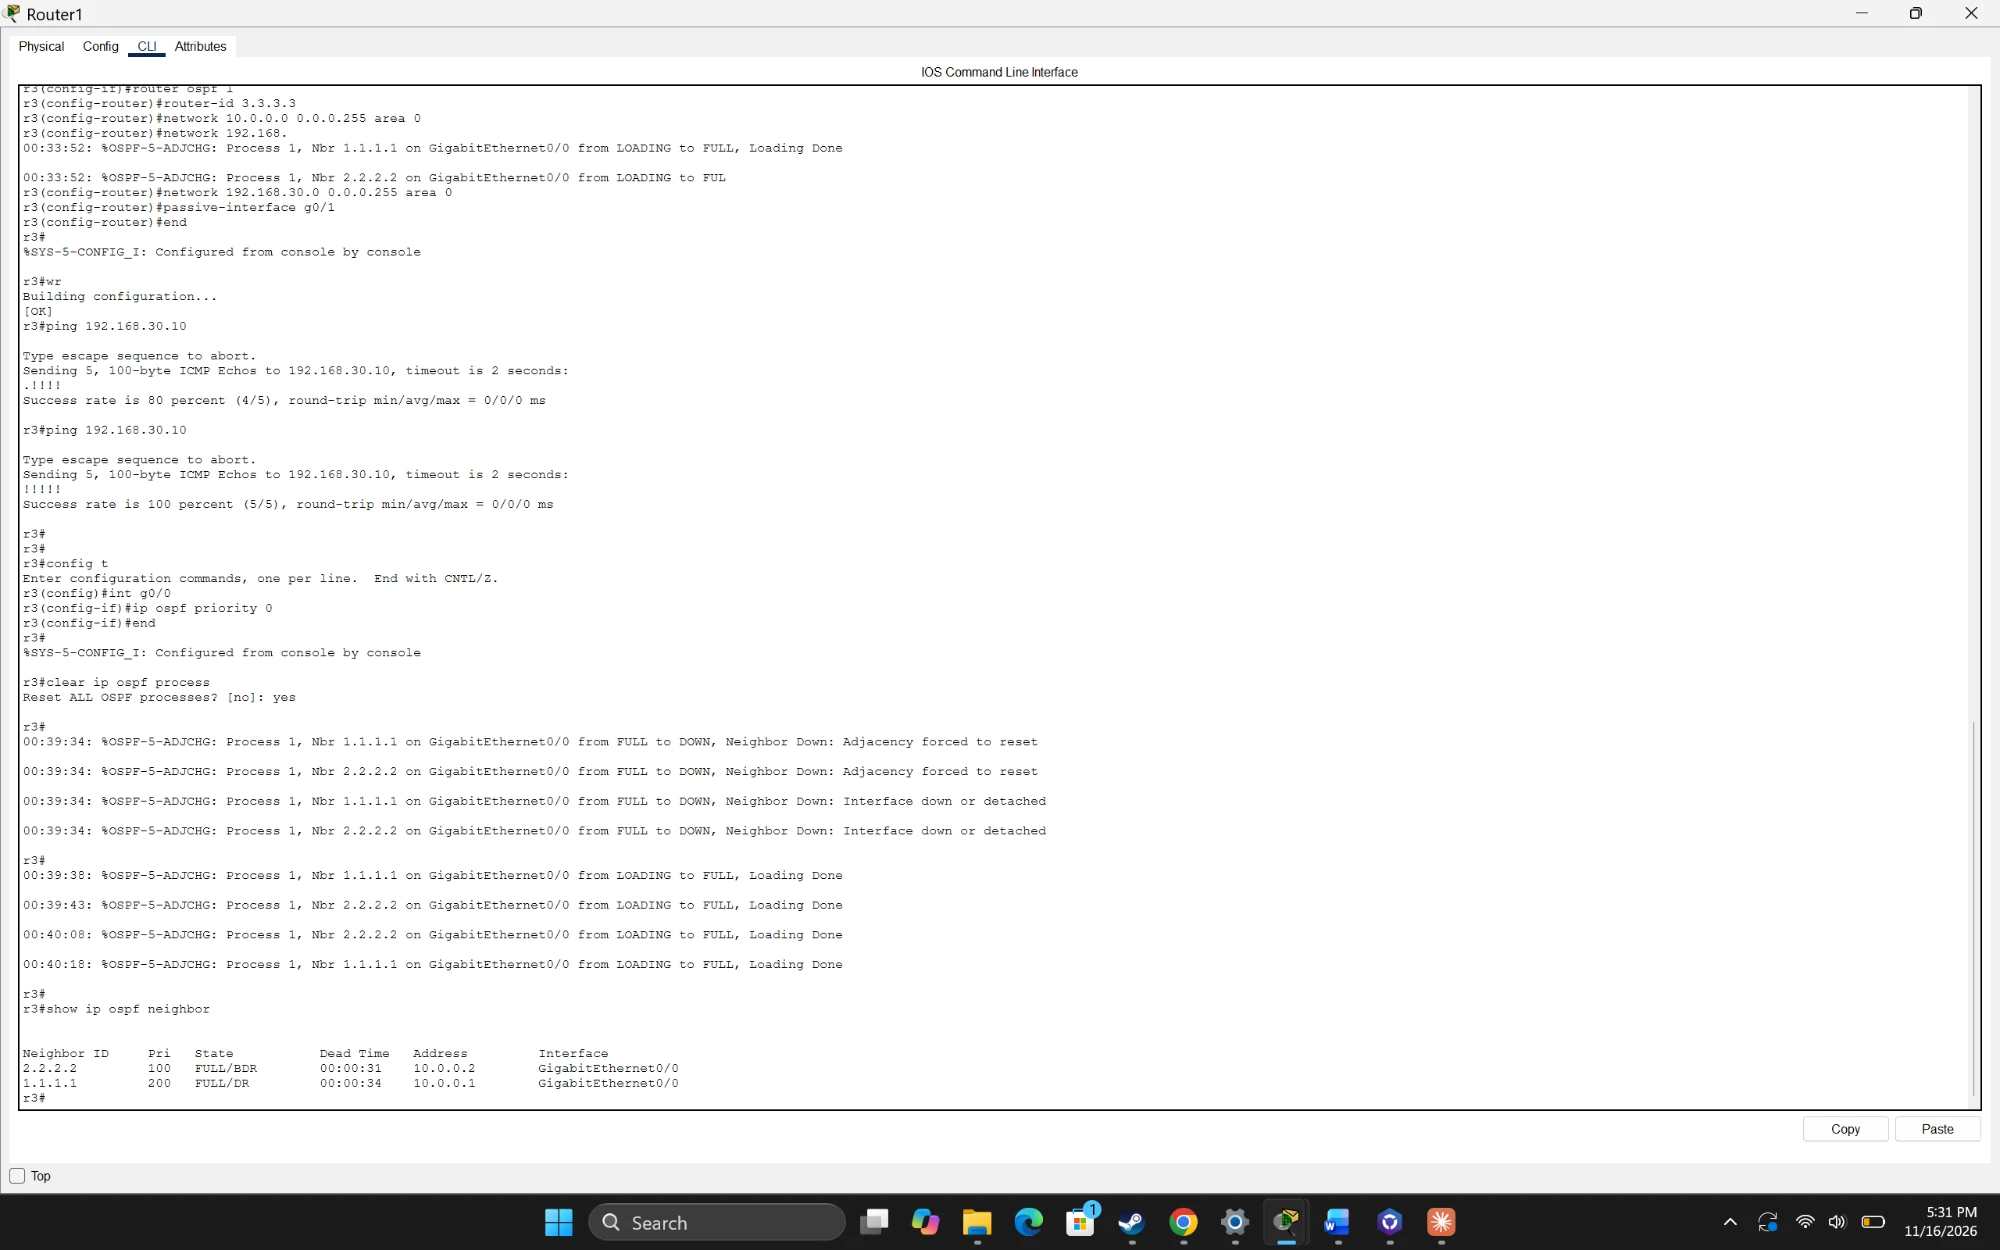 Router1
Physical Config CLI Attributes
IOS Command Line Interface
r3(config-if)#router ospf 1
r3(config-router)#router-id 3.3.3.3
r3(config-router)#network 10.0.0.0 0.0.0.255 area 0
r3(config-router)#network 192.168.
00:33:52: %OSPF-5-ADJCHG: Process 1, Nbr 1.1.1.1 on GigabitEthernet0/0 from LOADING to FULL, Loading Done
00:33:52: %OSPF-5-ADJCHG: Process 1, Nbr 2.2.2.2 on GigabitEthernet0/0 from LOADING to FUL
r3(config-router)#network 192.168.30.0 0.0.0.255 area 0
r3(config-router)#passive-interface g0/1
r3(config-router)#end
r3#
%SYS-5-CONFIG_I: Configured from console by console
r3#wr
Building configuration...
[OK]
r3#ping 192.168.30.10
Type escape sequence to abort.
Sending 5, 100-byte ICMP Echos to 192.168.30.10, timeout is 2 seconds:
.!!!!
Success rate is 80 percent (4/5), round-trip min/avg/max = 0/0/0 ms
r3#ping 192.168.30.10
Type escape sequence to abort.
Sending 5, 100-byte ICMP Echos to 192.168.30.10, timeout is 2 seconds:
!!!!!
Success rate is 100 percent (5/5), round-trip min/avg/max = 0/0/0 ms
r3#
r3#
r3#config t
Enter configuration commands, one per line.  End with CNTL/Z.
r3(config)#int g0/0
r3(config-if)#ip ospf priority 0
r3(config-if)#end
r3#
%SYS-5-CONFIG_I: Configured from console by console
r3#clear ip ospf process
Reset ALL OSPF processes? [no]: yes
r3#
00:39:34: %OSPF-5-ADJCHG: Process 1, Nbr 1.1.1.1 on GigabitEthernet0/0 from FULL to DOWN, Neighbor Down: Adjacency forced to reset
00:39:34: %OSPF-5-ADJCHG: Process 1, Nbr 2.2.2.2 on GigabitEthernet0/0 from FULL to DOWN, Neighbor Down: Adjacency forced to reset
00:39:34: %OSPF-5-ADJCHG: Process 1, Nbr 1.1.1.1 on GigabitEthernet0/0 from FULL to DOWN, Neighbor Down: Interface down or detached
00:39:34: %OSPF-5-ADJCHG: Process 1, Nbr 2.2.2.2 on GigabitEthernet0/0 from FULL to DOWN, Neighbor Down: Interface down or detached
r3#
00:39:38: %OSPF-5-ADJCHG: Process 1, Nbr 1.1.1.1 on GigabitEthernet0/0 from LOADING to FULL, Loading Done
00:39:43: %OSPF-5-ADJCHG: Process 1, Nbr 2.2.2.2 on GigabitEthernet0/0 from LOADING to FULL, Loading Done
00:40:08: %OSPF-5-ADJCHG: Process 1, Nbr 2.2.2.2 on GigabitEthernet0/0 from LOADING to FULL, Loading Done
00:40:18: %OSPF-5-ADJCHG: Process 1, Nbr 1.1.1.1 on GigabitEthernet0/0 from LOADING to FULL, Loading Done
r3#
r3#show ip ospf neighbor
Neighbor ID Pri State Dead Time Address Interface
2.2.2.2 100 FULL/BDR 00:00:31 10.0.0.2 GigabitEthernet0/0
1.1.1.1 200 FULL/DR 00:00:34 10.0.0.1 GigabitEthernet0/0
r3#
Copy Paste
Top
Search
1
5:31 PM
11/16/2026